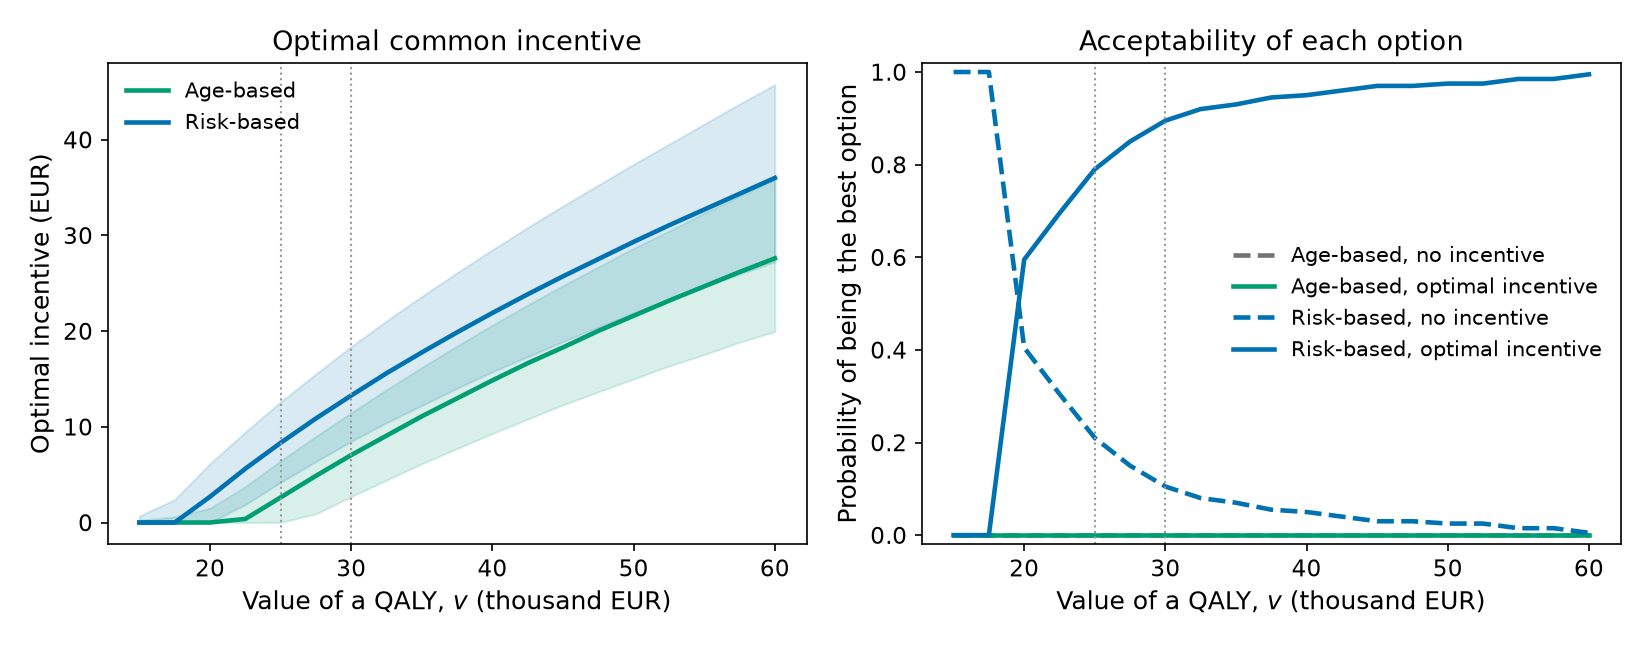 Optimal common incentive
Age-based
Risk-based
Optimal incentive (EUR)
0
10
20
30
40
20
30
40
50
60
Value of a QALY, v (thousand EUR)
Acceptability of each option
Probability of being the best option
1.0
0.8
0.6
0.4
0.2
0.0
Age-based, no incentive
Age-based, optimal incentive
Risk-based, no incentive
Risk-based, optimal incentive
20
30
40
50
60
Value of a QALY, v (thousand EUR)